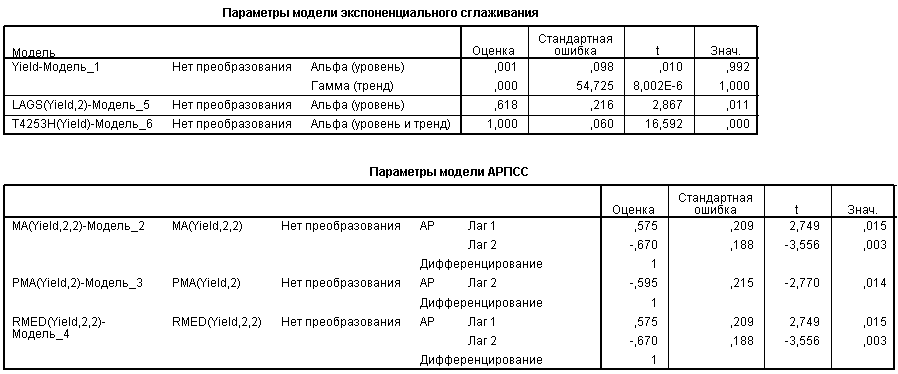 Параметры модели экспоненциального сглаживания
Модель Оценка Стандартная ошибка t Знач.
Yield-Модель_1 Нет преобразования Альфа (уровень) ,001 ,098 ,010 ,992
Гамма (тренд) ,000 54,725 8,002E-6 1,000
LAGS(Yield,2)-Модель_5 Нет преобразования Альфа (уровень) ,618 ,216 2,867 ,011
T4253H(Yield)-Модель_6 Нет преобразования Альфа (уровень и тренд) 1,000 ,060 16,592 ,000
Параметры модели АРПСС
Оценка Стандартная ошибка t Знач.
MA(Yield,2,2)-Модель_2 MA(Yield,2,2) Нет преобразования АР Лаг 1 ,575 ,209 2,749 ,015
Лаг 2 -,670 ,188 -3,556 ,003
Дифференцирование 1
PMA(Yield,2)-Модель_3 PMA(Yield,2) Нет преобразования АР Лаг 2 -,595 ,215 -2,770 ,014
Дифференцирование 1
RMED(Yield,2,2)-Модель_4 RMED(Yield,2,2) Нет преобразования АР Лаг 1 ,575 ,209 2,749 ,015
Лаг 2 -,670 ,188 -3,556 ,003
Дифференцирование 1